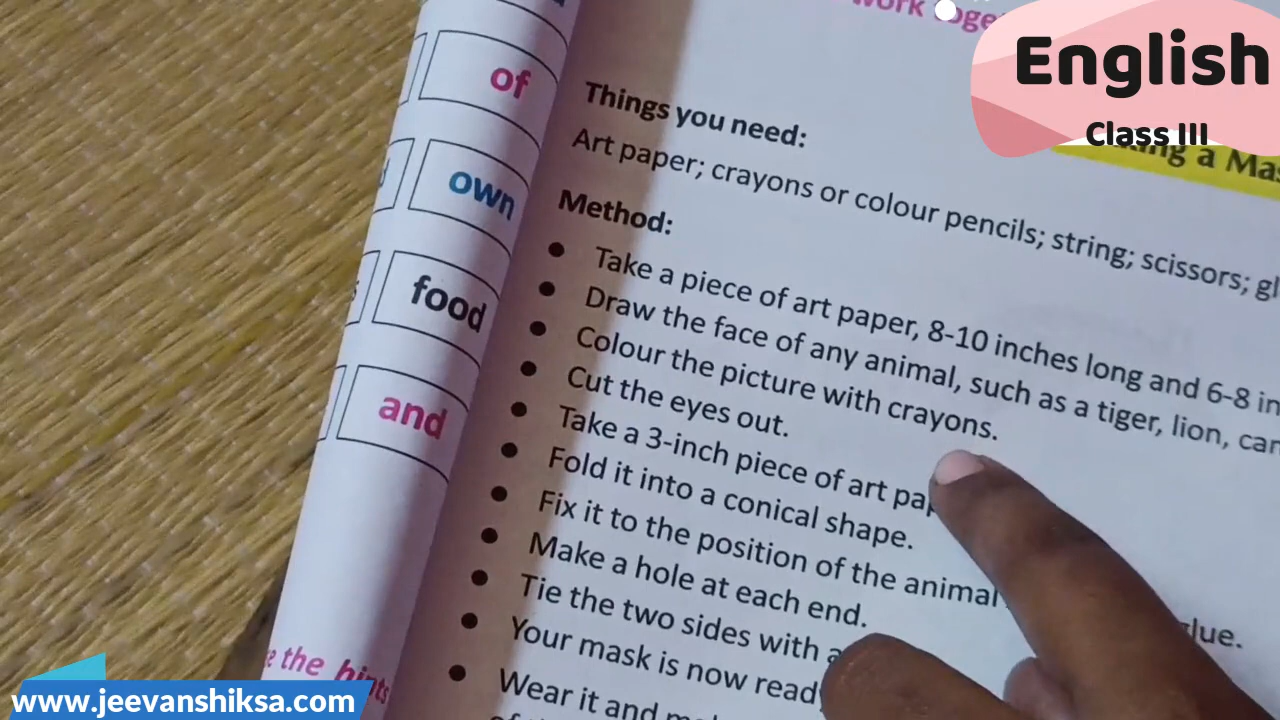 of
own
food
and
the hints
work
English
Class III
a
Things you need:
Art paper; crayons or colour pencils; string; scissors;
Method:
Take a piece of art paper, 8-10 inches long and 6-8
Draw the face of any animal, such as a tiger, lion,
Colour the picture with crayons.
Cut the eyes out.
Take a 3-inch piece of art
Fold it into a conical shape.
Fix it to the position of the animal
Make a hole at each end.
Tie the two sides with
Your mask is now
Wear it and
www.jeevanshiksa.com